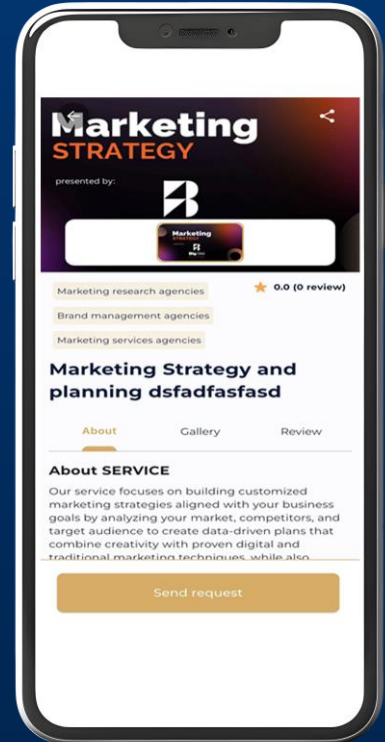 Marketing
STRATEGY
presented by:
Marketing
STRATEGY
Marketing research agencies
0.0 (0 review)
Brand management agencies
Marketing services agencies
Marketing Strategy and
planning dsfadfasfasd
About Gallery Review
About SERVICE
Our service focuses on building customized
marketing strategies aligned with your business
goals by analyzing your market, competitors, and
target audience to create data-driven plans that
combine creativity with proven digital and
traditional marketing techniques, while also
Send request